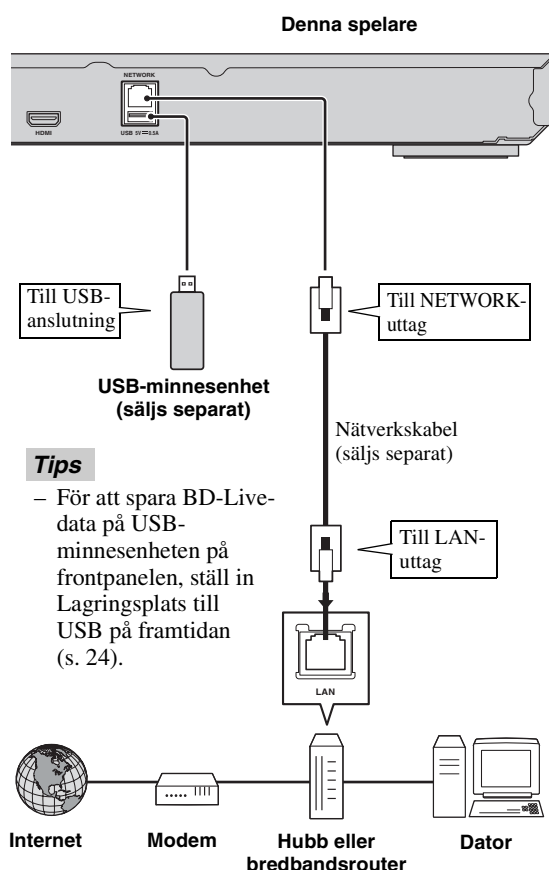 Denna spelare
NETWORK
HDMI
USB 5V⎓0.5A
Till USB-
anslutning
Till NETWORK-
uttag
USB-minnesenhet
(säljs separat)
Nätverkskabel
(säljs separat)
Tips
– För att spara BD-Live-
data på USB-
minnesenheten på
frontpanelen, ställ in
Lagringsplats till
USB på framtidan
(s. 24).
Till LAN-
uttag
LAN
Internet
Modem
Hubb eller
bredbandsrouter
Dator